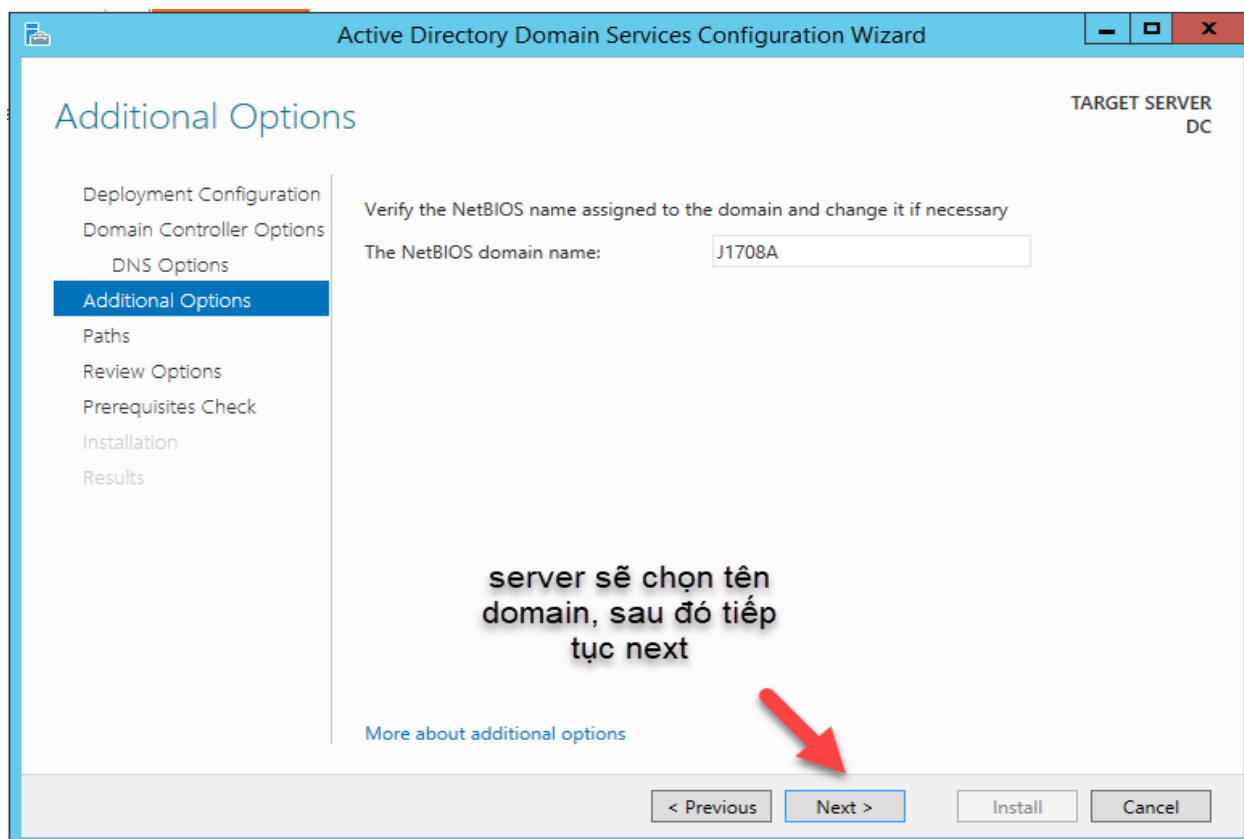 Active Directory Domain Services Configuration Wizard
Additional Options
TARGET SERVER
DC
Deployment Configuration
Domain Controller Options
DNS Options
Additional Options
Paths
Review Options
Prerequisites Check
Installation
Results
Verify the NetBIOS name assigned to the domain and change it if necessary
The NetBIOS domain name: J1708A
server sẽ chọn tên
domain, sau đó tiếp
tục next
More about additional options
< Previous Next > Install Cancel